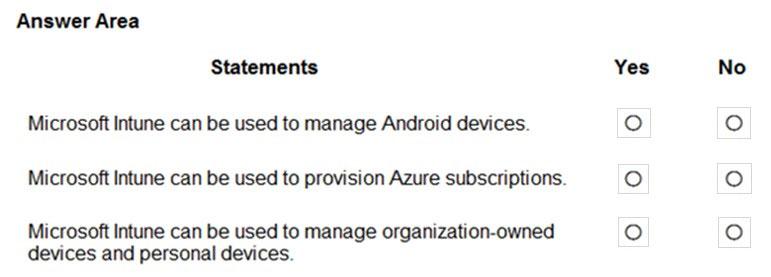 Answer Area
Statements Yes No
Microsoft Intune can be used to manage Android devices.
Microsoft Intune can be used to provision Azure subscriptions.
Microsoft Intune can be used to manage organization-owned
devices and personal devices.